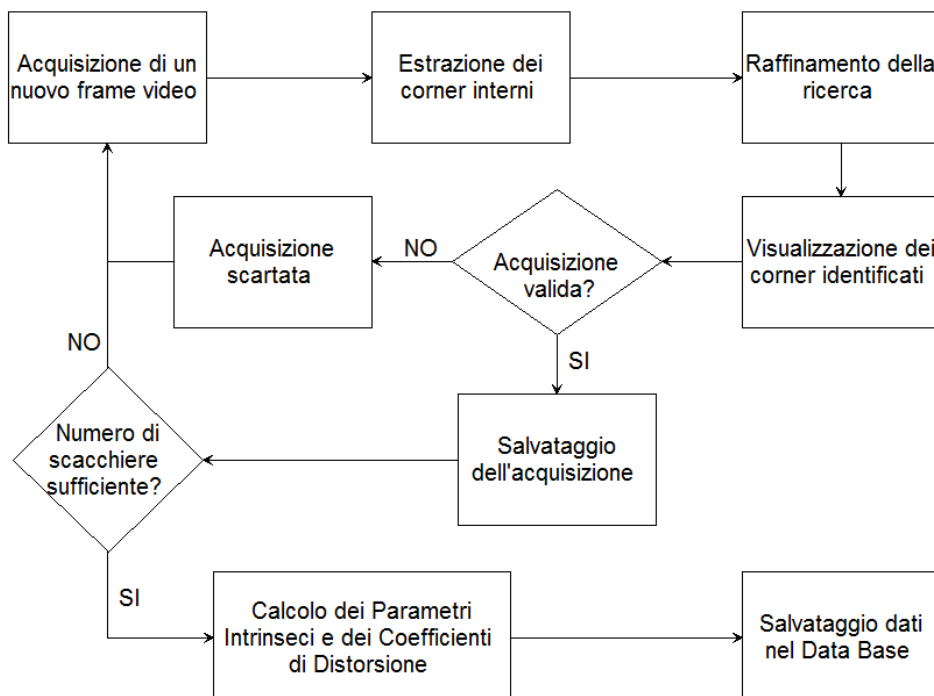 Acquisizione di un
nuovo frame video
Estrazione dei
corner interni
Raffinamento della
ricerca
Acquisizione
scartata
NO
Acquisizione
valida?
Visualizzazione dei
corner identificati
NO
SI
Numero di
scacchiere
sufficiente?
Salvataggio
dell'acquisizione
SI
Calcolo dei Parametri
Intrinseci e dei Coefficienti
di Distorsione
Salvataggio dati
nel Data Base